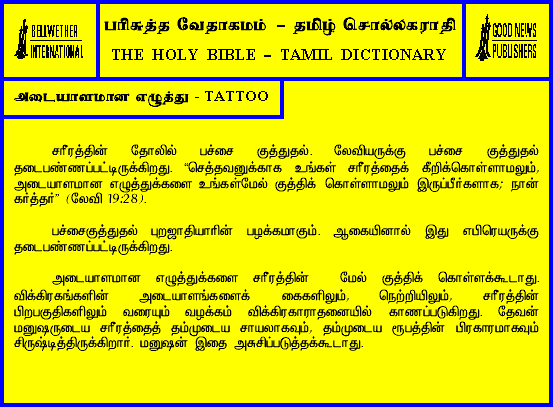 BELLWETHER
INTERNATIONAL
பரிசுத்த வேதாகமம் – தமிழ் சொல்லகராதி
THE HOLY BIBLE – TAMIL DICTIONARY
GOOD NEWS
PUBLISHERS
அடையாளமான எழுத்து - TATTOO
சரீரத்தின் தோலில் பச்சை குத்துதல். லேவியருக்கு பச்சை குத்துதல்
தடைபண்ணப்பட்டிருக்கிறது. “செத்தவனுக்காக உங்கள் சரீரத்தைக் கீறிக்கொள்ளாமலும்,
அடையாளமான எழுத்துக்களை உங்கள்மேல் குத்திக் கொள்ளாமலும் இருப்பீர்களாக; நான்
கர்த்தர்” (லேவி 19:28).
பச்சைகுத்துதல் புறஜாதியாரின் பழக்கமாகும். ஆகையினால் இது எபிரெயருக்கு
தடைபண்ணப்பட்டிருக்கிறது.
அடையாளமான எழுத்துக்களை சரீரத்தின் மேல் குத்திக் கொள்ளக்கூடாது.
விக்கிரகங்களின் அடையாளங்களைக் கைகளிலும், நெற்றியிலும், சரீரத்தின்
பிறபகுதிகளிலும் வரையும் வழக்கம் விக்கிரகாராதனையில் காணப்படுகிறது. தேவன்
மனுஷருடைய சரீரத்தைத் தம்முடைய சாயலாகவும், தம்முடைய ரூபத்தின் பிரகாரமாகவும்
சிருஷ்டித்திருக்கிறார். மனுஷன் இதை அசுசிப்படுத்தக்கூடாது.